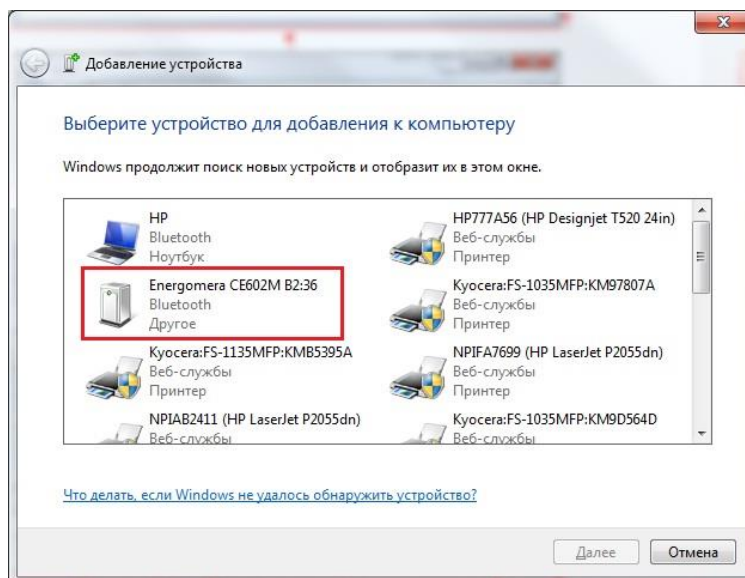 Добавление устройства
Выберите устройство для добавления к компьютеру
Windows продолжит поиск новых устройств и отобразит их в этом окне.
HP
Bluetooth
Ноутбук
HP777A56 (HP Designjet T520 24in)
Веб-службы
Принтер
Energomera CE602M B2:36
Bluetooth
Другое
Kyocera:FS-1035MFP:KM97807A
Веб-службы
Принтер
Kyocera:FS-1135MFP:KMB5395A
Веб-службы
Принтер
NPIFA7699 (HP LaserJet P2055dn)
Веб-службы
Принтер
NPIAB2411 (HP LaserJet P2055dn)
Веб-службы
Kyocera:FS-1035MFP:KM9D564D
Веб-службы
Что делать, если Windows не удалось обнаружить устройство?
Далее
Отмена